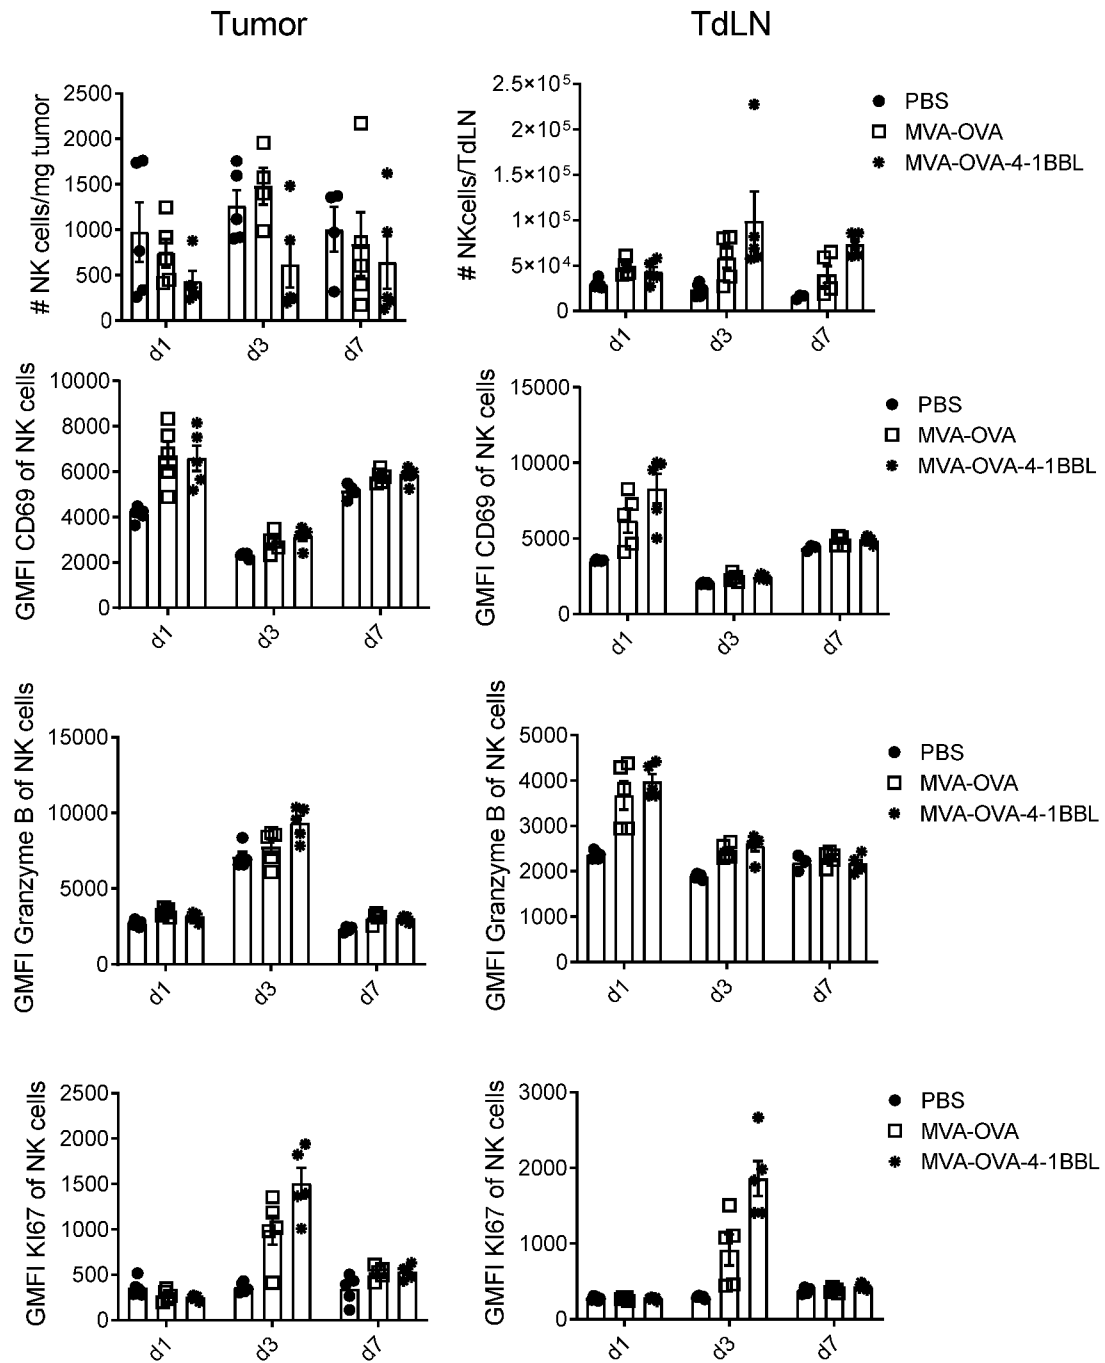 Tumor
TdLN
# NK cells/mg tumor
2500
2000
1500
1000
500
0
d1
d3
d7
# NKcells/TdLN
2.5×10⁵
2×10⁵
1.5×10⁵
1×10⁵
5×10⁴
0
d1
d3
d7
PBS
MVA-OVA
MVA-OVA-4-1BBL
GMFI CD69 of NK cells
10000
8000
6000
4000
2000
0
d1
d3
d7
GMFI CD69 of NK cells
15000
10000
5000
0
d1
d3
d7
PBS
MVA-OVA
MVA-OVA-4-1BBL
GMFI Granzyme B of NK cells
15000
10000
5000
0
d1
d3
d7
GMFI Granzyme B of NK cells
5000
4000
3000
2000
1000
0
d1
d3
d7
PBS
MVA-OVA
MVA-OVA-4-1BBL
GMFI KI67 of NK cells
2500
2000
1500
1000
500
0
d1
d3
d7
GMFI KI67 of NK cells
3000
2000
1000
0
d1
d3
d7
PBS
MVA-OVA
MVA-OVA-4-1BBL